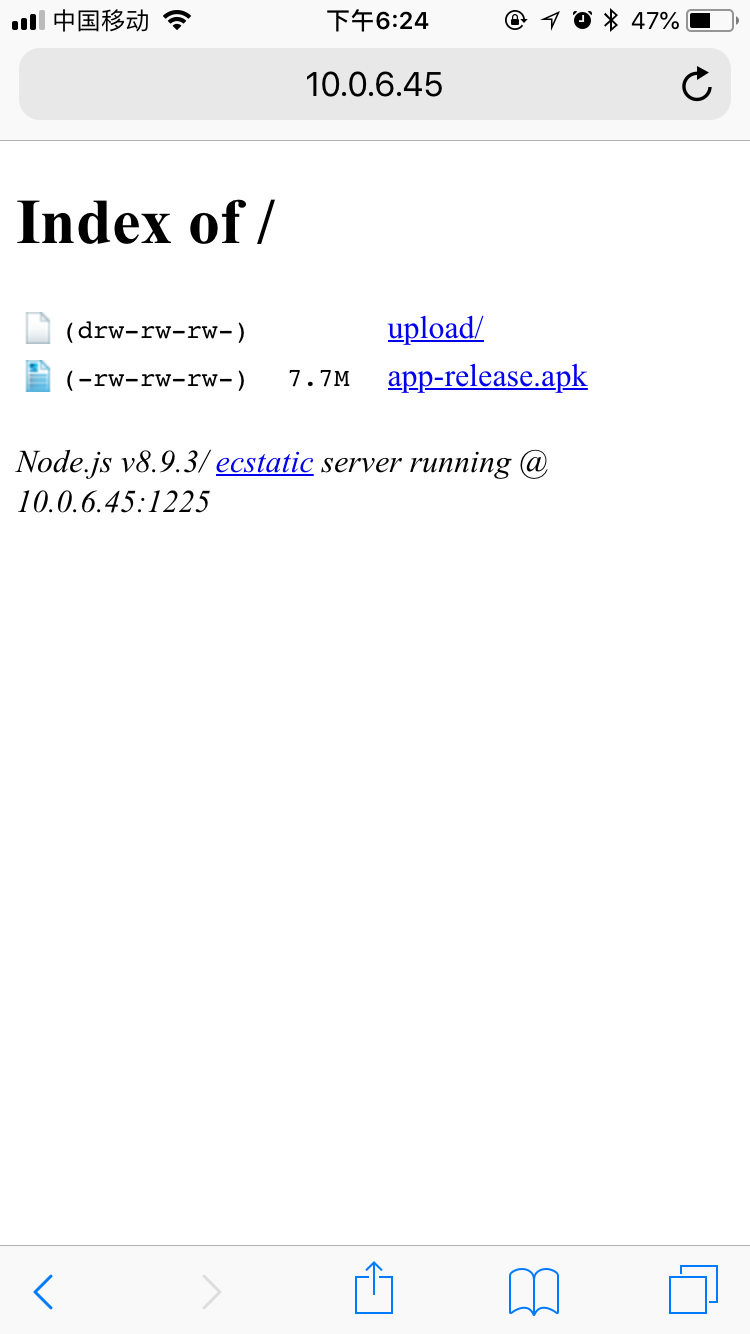 中国移动 下午6:24 47%
10.0.6.45
Index of /
(drw-rw-rw-) upload/
(-rw-rw-rw-) 7.7M app-release.apk
Node.js v8.9.3/ ecstatic server running @
10.0.6.45:1225